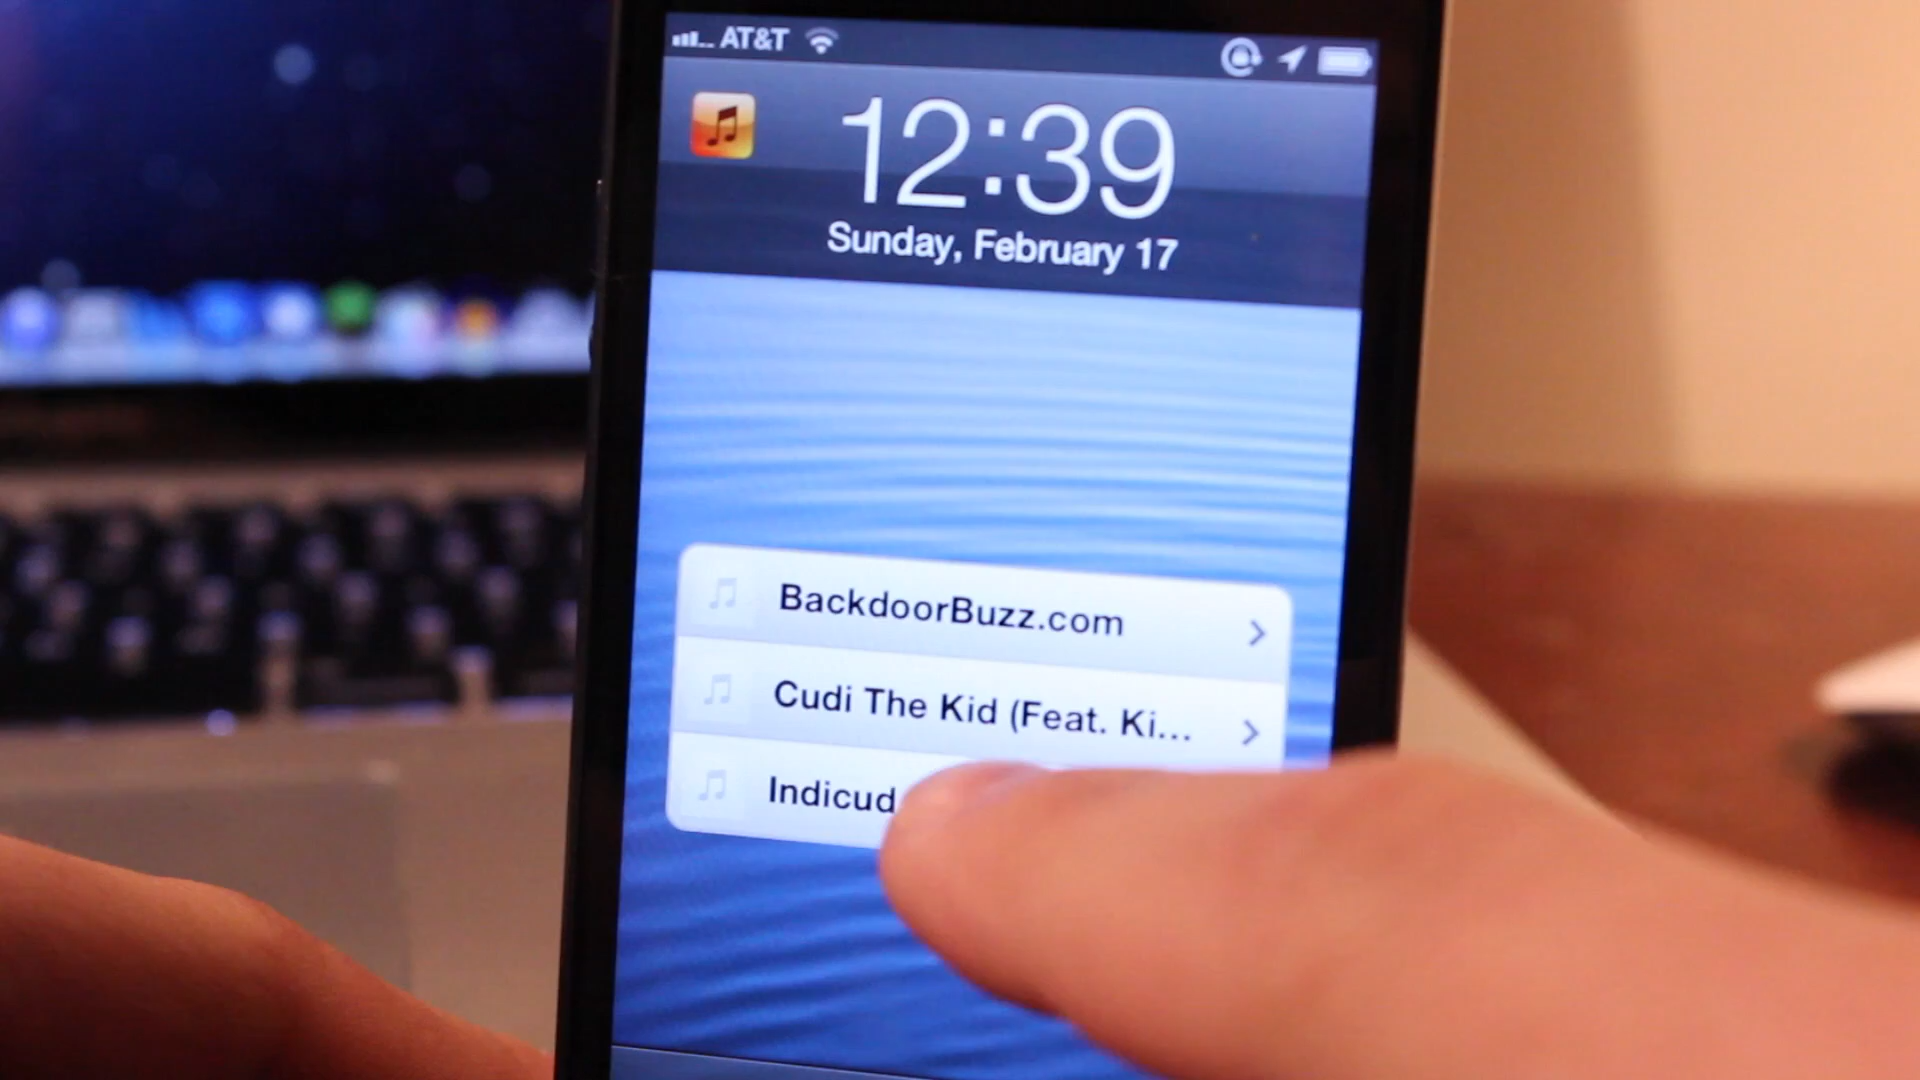 AT&T
12:39
Sunday, February 17
BackdoorBuzz.com
Cudi The Kid (Feat. Ki...
Indicud